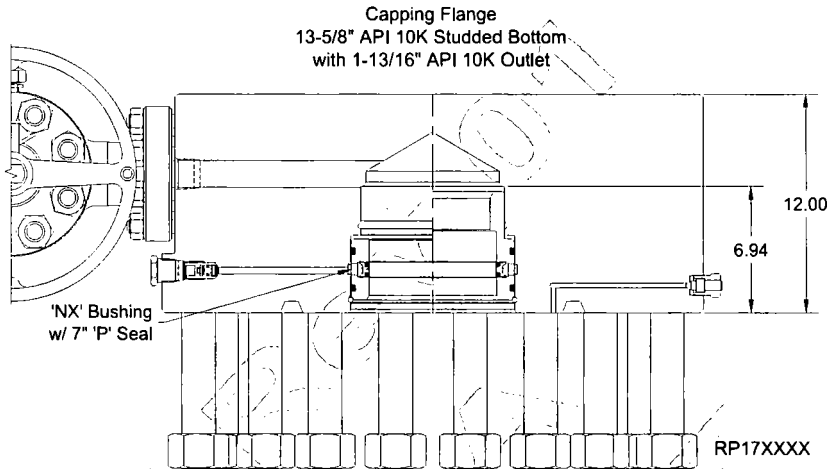 Capping Flange
13-5/8" API 10K Studded Bottom
with 1-13/16" API 10K Outlet
12.00
6.94
'NX' Bushing
w/ 7" 'P' Seal
RP17XXXX